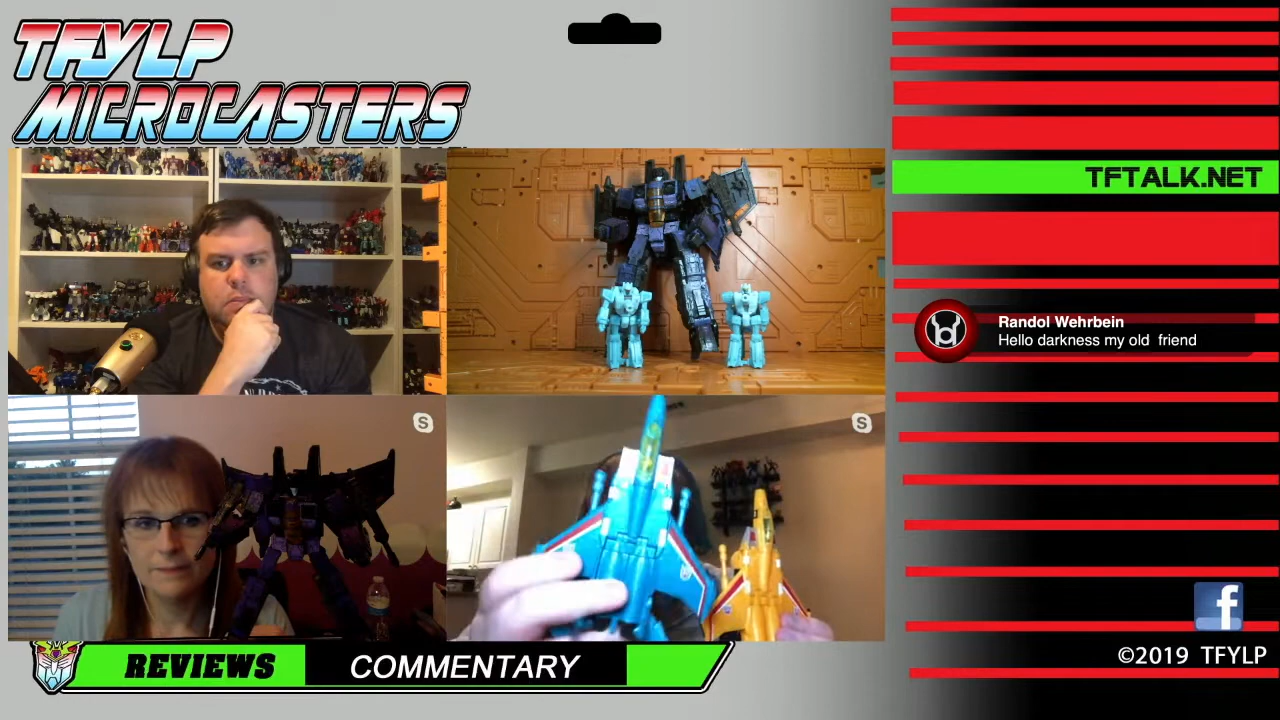 TFYLP
MICROCASTERS
TFTALK.NET
Randol Wehrbein
Hello darkness my old friend
S
S
f
©2019 TFYLP
REVIEWS
COMMENTARY